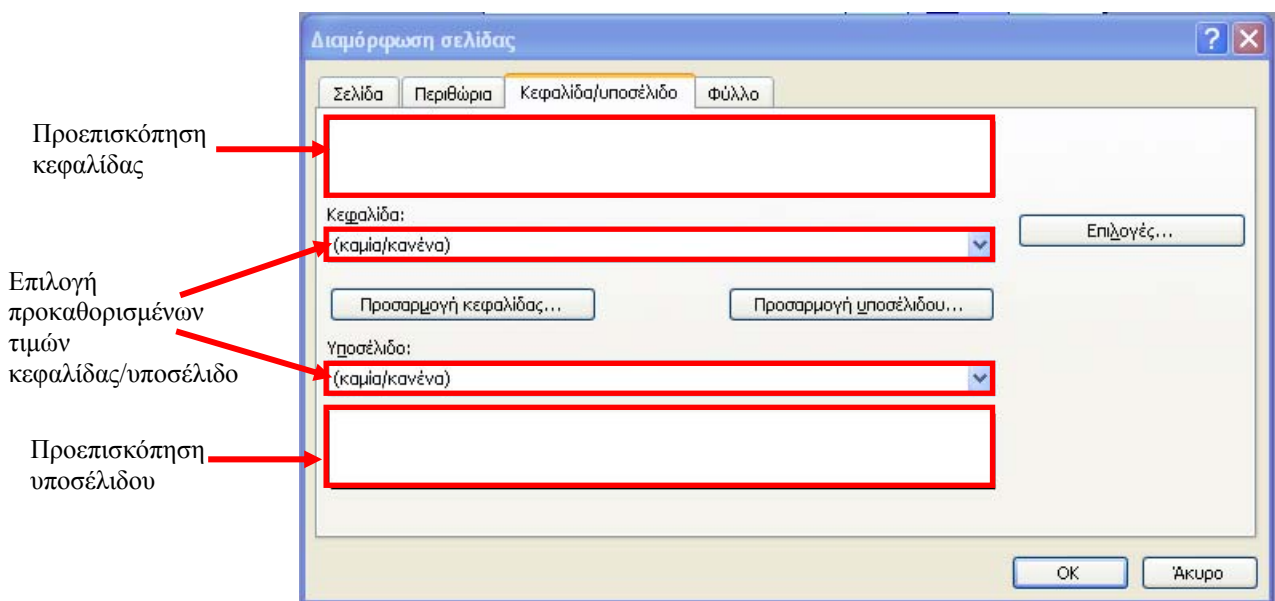 Διαμόρφωση σελίδας
Σελίδα Περιθώρια Κεφαλίδα/υποσέλιδο Φύλλο
Προεπισκόπηση
κεφαλίδας
Κεφαλίδα:
(καμία/κανένα)
Επιλογές...
Επιλογή
προκαθορισμένων
τιμών
κεφαλίδας/υποσέλιδο
Προσαρμογή κεφαλίδας... Προσαρμογή υποσέλιδου...
Υποσέλιδο:
(καμία/κανένα)
Προεπισκόπηση
υποσέλιδου
OK Άκυρο